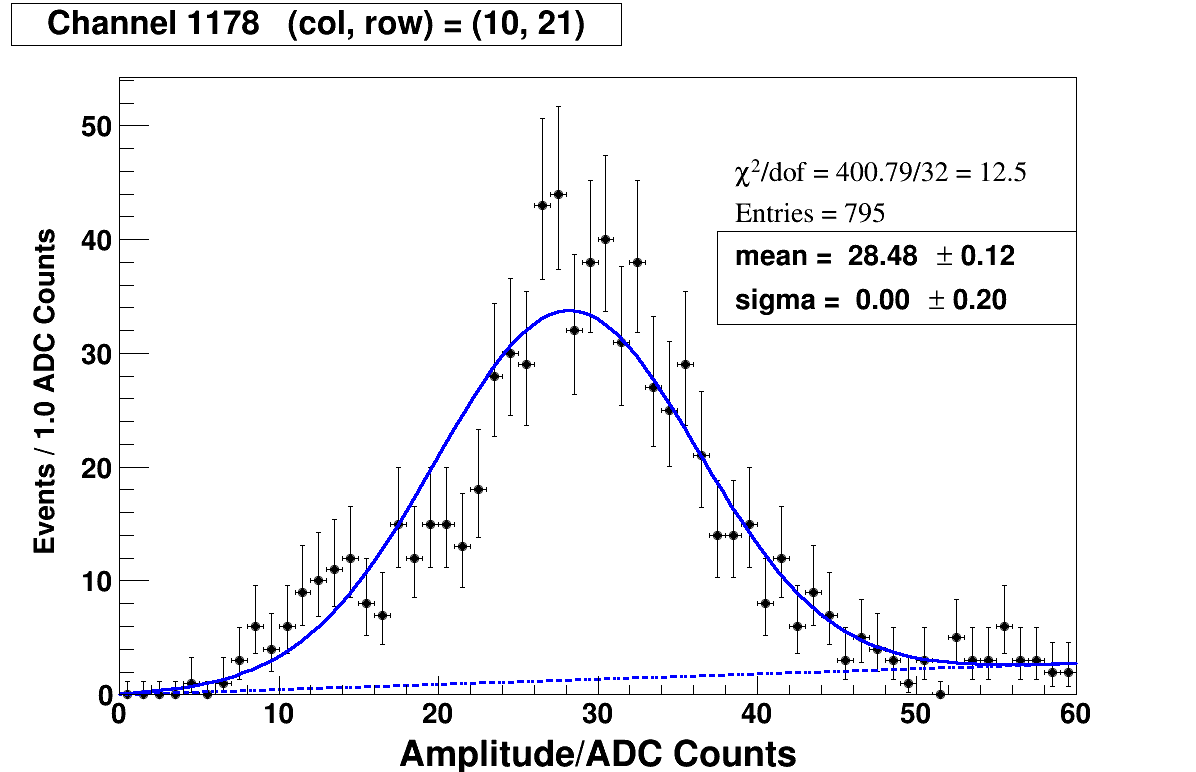 Channel 1178 (col, row) = (10, 21)
50
40
30
20
10
0
Events / 1.0 ADC Counts
χ²/dof = 400.79/32 = 12.5
Entries = 795
mean = 28.48 ± 0.12
sigma = 0.00 ± 0.20
0 10 20 30 40 50 60
Amplitude/ADC Counts